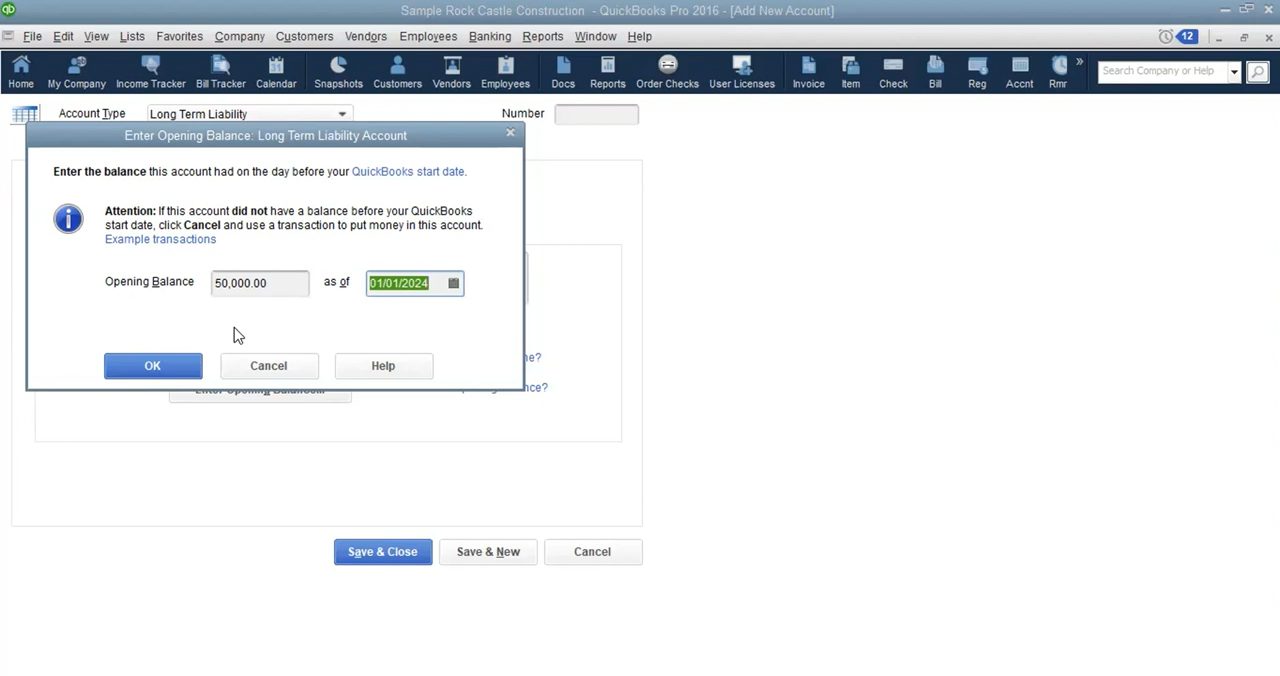 qb
Sample Rock Castle Construction - QuickBooks Pro 2016 - [Add New Account]
File Edit View Lists Favorites Company Customers Vendors Employees Banking Reports Window Help 12
Home My Company Income Tracker Bill Tracker Calendar Snapshots Customers Vendors Employees Docs Reports Order Checks User Licenses Invoice Item Check Bill Reg Accnt Rmr » Search Company or Help
Account Type Long Term Liability Number
Enter Opening Balance: Long Term Liability Account
Enter the balance this account had on the day before your QuickBooks start date.
Attention: If this account did not have a balance before your QuickBooks
start date, click Cancel and use a transaction to put money in this account.
Example transactions
Opening Balance 50,000.00 as of 01/01/2024
OK Cancel Help
Save & Close Save & New Cancel